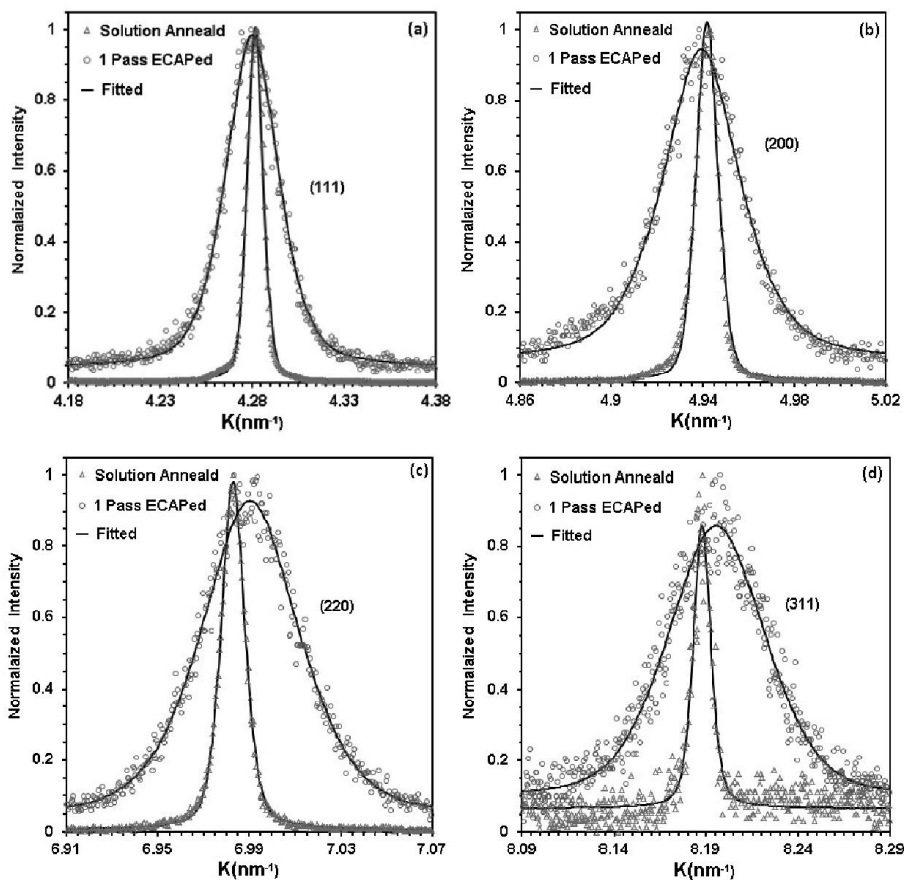 (a)
Solution Anneald
1 Pass ECAPed
Fitted
(111)
1
0.8
0.6
0.4
0.2
0
Normalaized Intensity
4.18 4.23 4.28 4.33 4.38
K(nm⁻¹)
(b)
Solution Anneald
1 Pass ECAPed
Fitted
(200)
1
0.8
0.6
0.4
0.2
0
Normalaized Intensity
4.86 4.9 4.94 4.98 5.02
K(nm⁻¹)
(c)
Solution Anneald
1 Pass ECAPed
Fitted
(220)
1
0.8
0.6
0.4
0.2
0
Normalaized Intensity
6.91 6.95 6.99 7.03 7.07
K(nm⁻¹)
(d)
Solution Anneald
1 Pass ECAPed
Fitted
(311)
1
0.8
0.6
0.4
0.2
0
Normalaized Intensity
8.09 8.14 8.19 8.24 8.29
K(nm⁻¹)